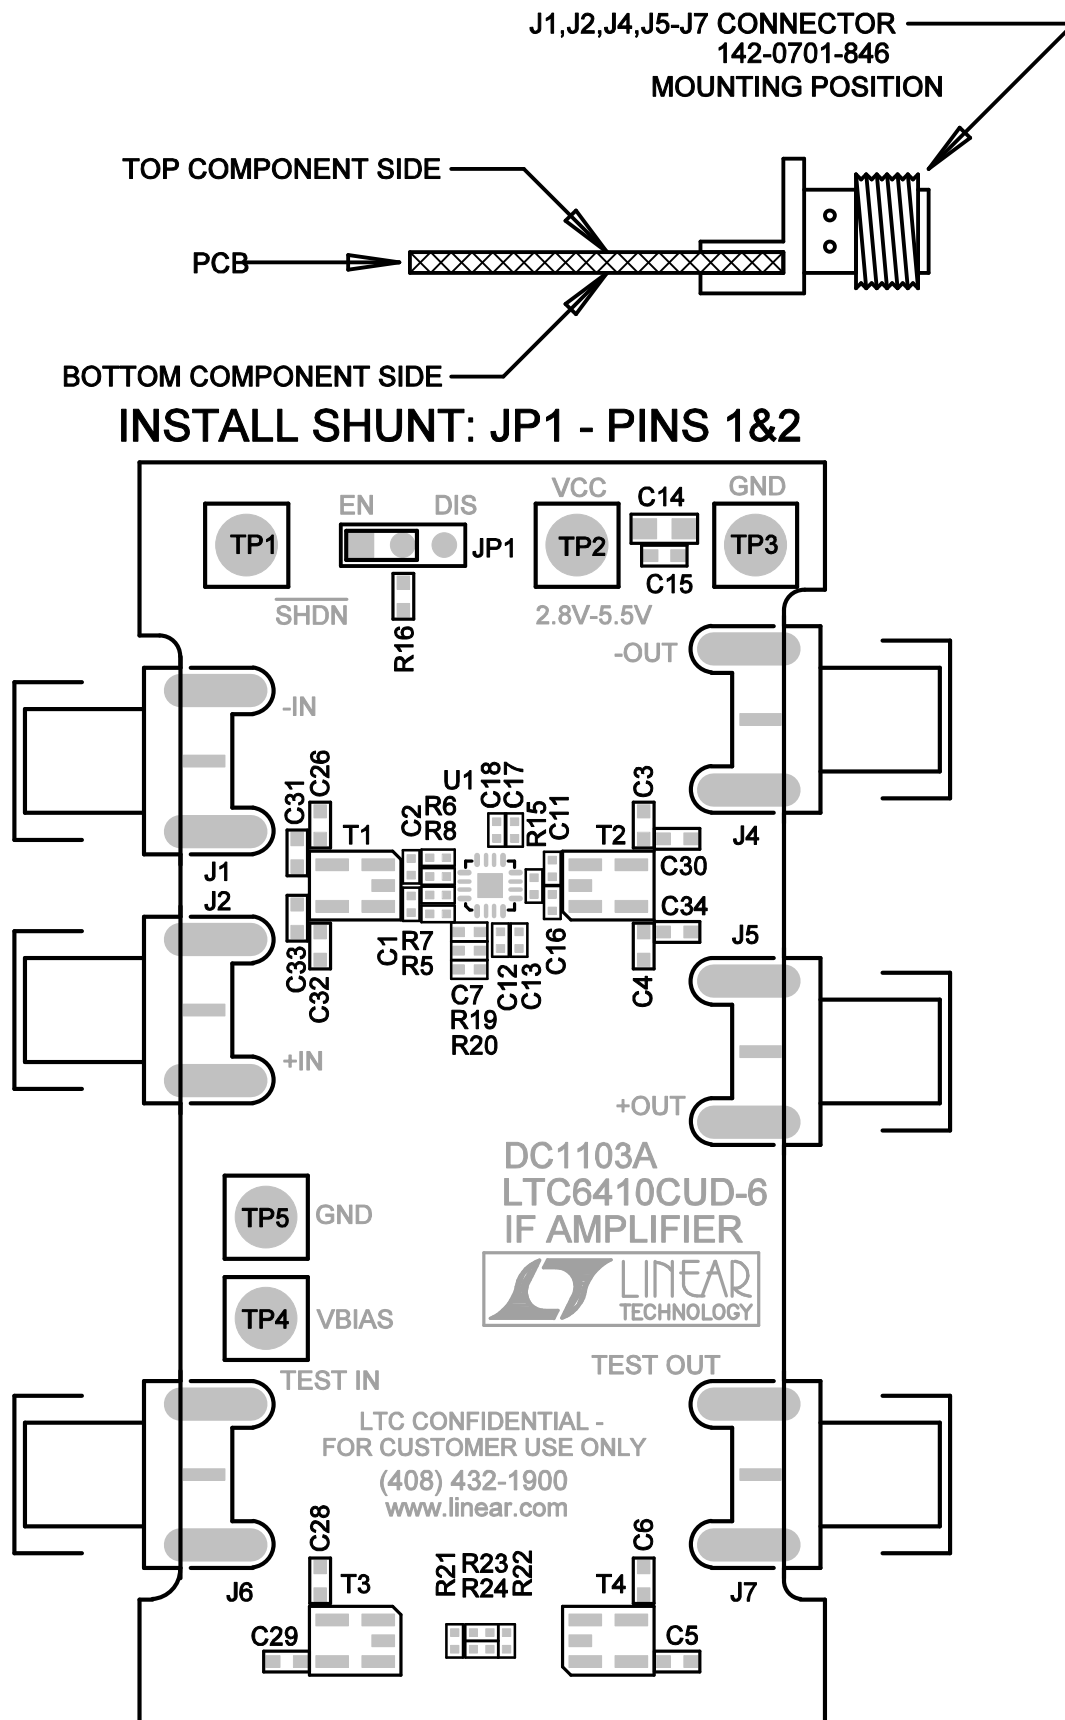 J1,J2,J4,J5-J7 CONNECTOR
142-0701-846
MOUNTING POSITION
TOP COMPONENT SIDE
PCB
BOTTOM COMPONENT SIDE
INSTALL SHUNT: JP1 - PINS 1&2
EN
DIS
VCC
C14
GND
TP1
JP1
TP2
TP3
C15
SHDN
R16
2.8V-5.5V
-OUT
-IN
C31
C26
T1
C2
U1
R6
R8
C18
C17
R15
C11
T2
C3
J4
C30
J1
J2
C34
J5
C33
C32
C1
R7
R5
C7
R19
R20
C12
C13
C16
C4
+IN
+OUT
DC1103A
LTC6410CUD-6
IF AMPLIFIER
LINEAR
TECHNOLOGY
TP5
GND
TP4
VBIAS
TEST IN
TEST OUT
LTC CONFIDENTIAL -
FOR CUSTOMER USE ONLY
(408) 432-1900
www.linear.com
C28
J6
T3
R21
R23
R24
R22
T4
C6
J7
C29
C5